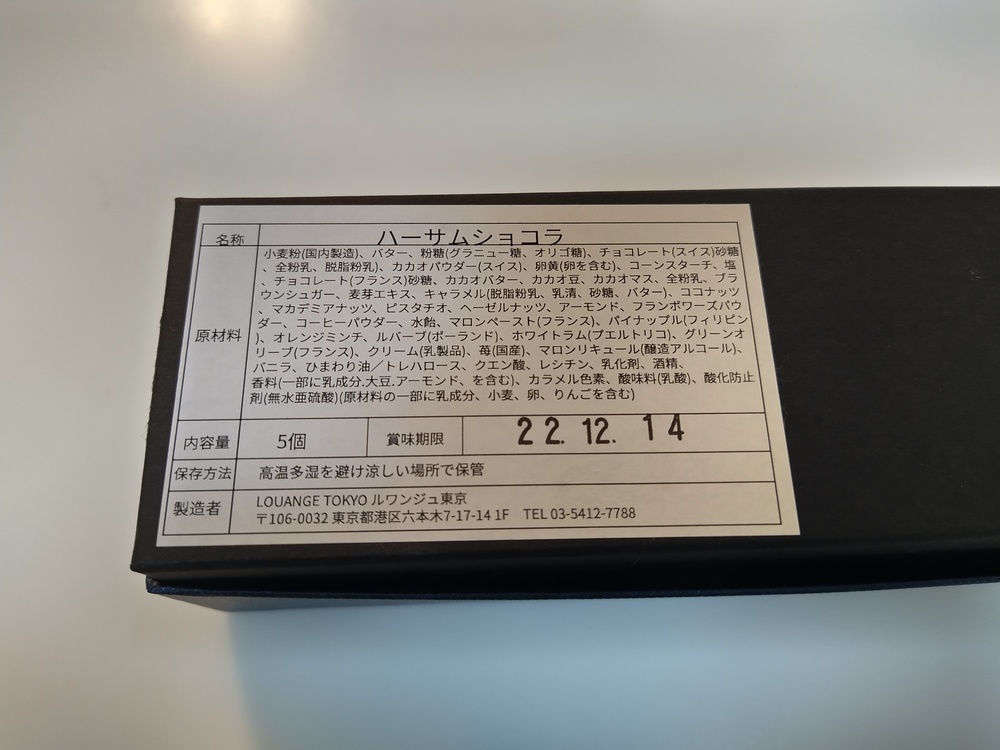 名称 ハーサムショコラ
原材料
小麦粉(国内製造)、バター、粉糖(グラニュー糖、オリゴ糖)、チョコレート(スイス)砂糖
、全粉乳、脱脂粉乳)、カカオパウダー(スイス)、卵黄(卵を含む)、コーンスターチ、塩
、チョコレート(フランス)砂糖、カカオバター、カカオ豆、カカオマス、全粉乳、ブラ
ウンシュガー、麦芽エキス、キャラメル(脱脂粉乳、乳清、砂糖、バター)、ココナッツ
、マカデミアナッツ、ピスタチオ、ヘーゼルナッツ、アーモンド、フランボワーズパウ
ダー、コーヒーパウダー、水飴、マロンペースト(フランス)、パイナップル(フィリピン
)、オレンジミンチ、ルバーブ(ポーランド)、ホワイトラム(プエルトリコ)、グリーンオ
リーブ(フランス)、クリーム(乳製品)、苺(国産)、マロンリキュール(醸造アルコール)、
バニラ、ひまわり油／トレハロース、クエン酸、レシチン、乳化剤、酒精、
香料(一部に乳成分.大豆.アーモンド、を含む)、カラメル色素、酸味料(乳酸)、酸化防止
剤(無水亜硫酸)(原材料の一部に乳成分、小麦、卵、りんごを含む)
内容量 5個 賞味期限 22.12.14
保存方法 高温多湿を避け涼しい場所で保管
製造者
LOUANGE TOKYO ルワンジュ東京
〒106-0032 東京都港区六本木7-17-14 1F TEL 03-5412-7788